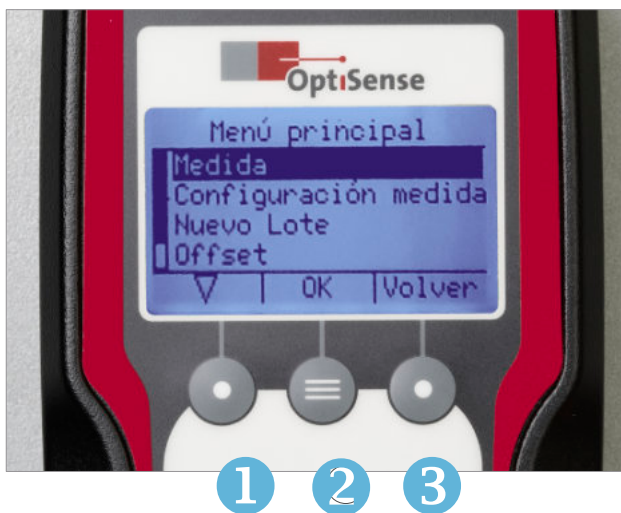 OptiSense
Menú principal
Medida
Configuración medida
Nuevo Lote
Offset
OK Volver
1 2 3